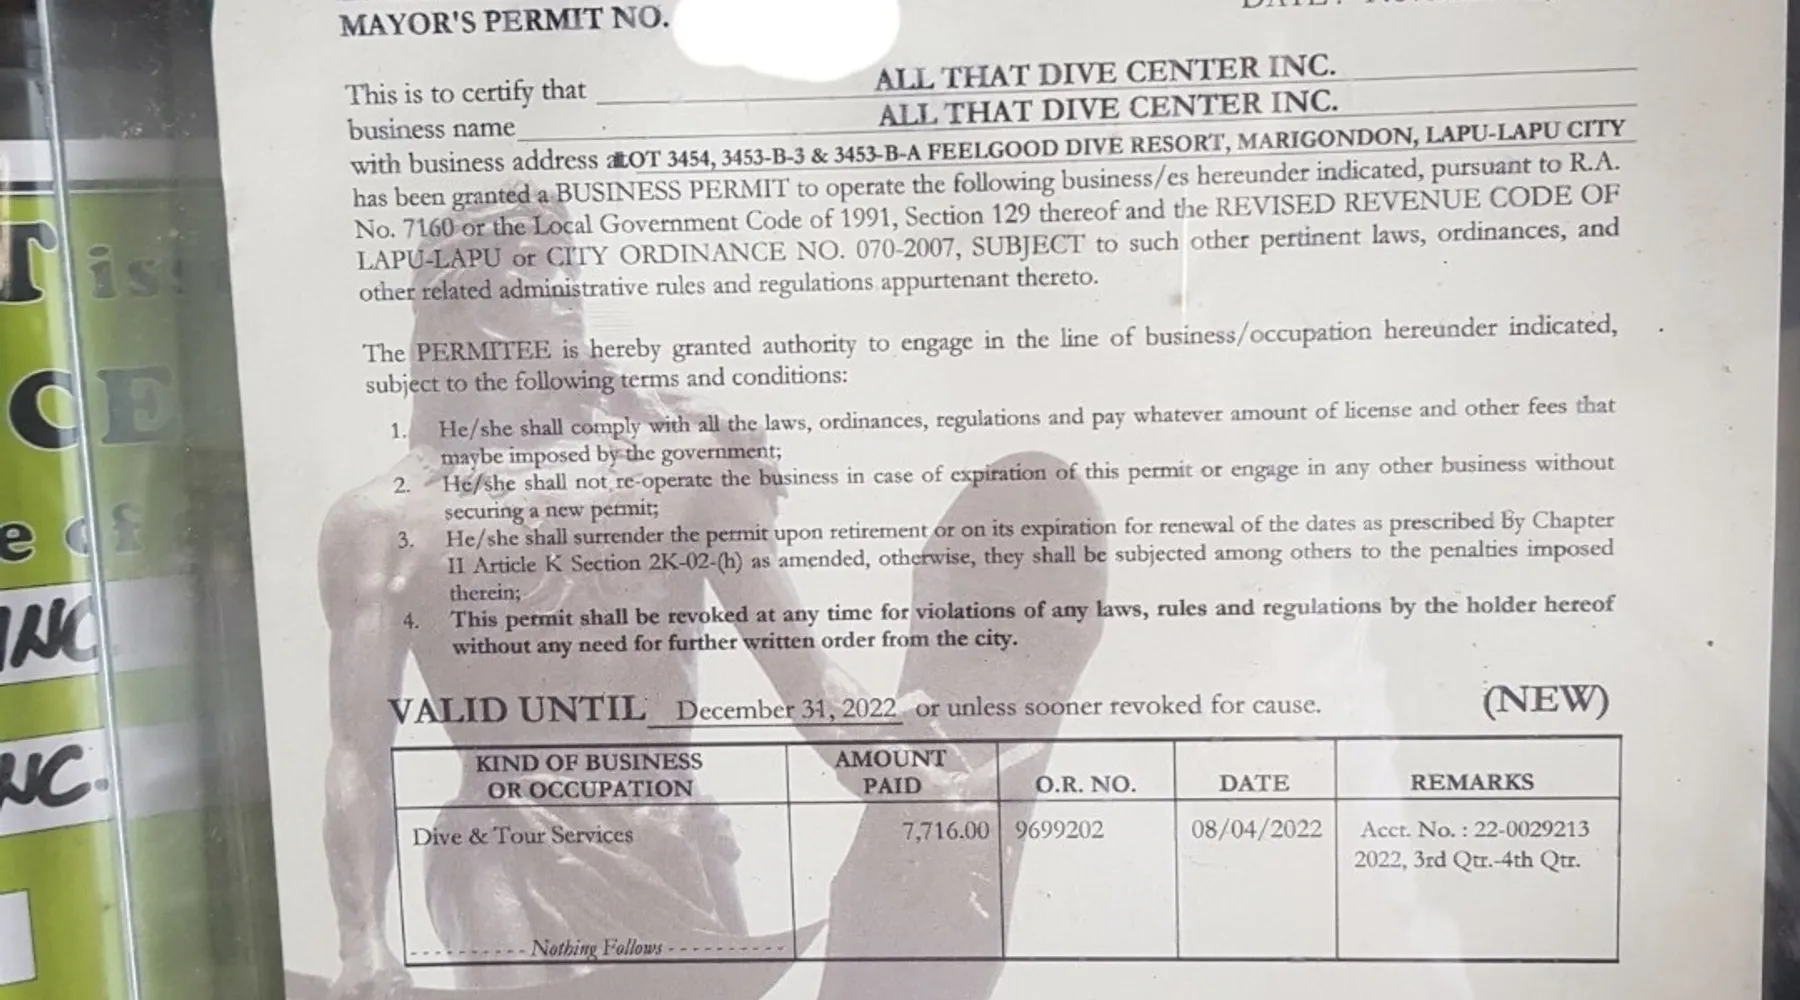 MAYOR'S PERMIT NO.
This is to certify that ALL THAT DIVE CENTER INC.
business name ALL THAT DIVE CENTER INC.
with business address at LOT 3454, 3453-B-3 & 3453-B-A FEELGOOD DIVE RESORT, MARIGONDON, LAPU-LAPU CITY
has been granted a BUSINESS PERMIT to operate the following business/es hereunder indicated, pursuant to R.A.
No. 7160 or the Local Government Code of 1991, Section 129 thereof and the REVISED REVENUE CODE OF
LAPU-LAPU or CITY ORDINANCE NO. 070-2007, SUBJECT to such other pertinent laws, ordinances, and
other related administrative rules and regulations appurtenant thereto.
The PERMITEE is hereby granted authority to engage in the line of business/occupation hereunder indicated,
subject to the following terms and conditions:
1. He/she shall comply with all the laws, ordinances, regulations and pay whatever amount of license and other fees that
maybe imposed by the government;
2. He/she shall not re-operate the business in case of expiration of this permit or engage in any other business without
securing a new permit;
3. He/she shall surrender the permit upon retirement or on its expiration for renewal of the dates as prescribed By Chapter
II Article K Section 2K-02-(h) as amended, otherwise, they shall be subjected among others to the penalties imposed
therein;
4. This permit shall be revoked at any time for violations of any laws, rules and regulations by the holder hereof
without any need for further written order from the city.
VALID UNTIL December 31, 2022 or unless sooner revoked for cause. (NEW)
KIND OF BUSINESS OR OCCUPATION
AMOUNT PAID
O.R. NO.
DATE
REMARKS
Dive & Tour Services 7,716.00 9699202 08/04/2022 Acct. No. : 22-0029213
2022, 3rd Qtr.-4th Qtr.
- - - - - - - - - - Nothing Follows - - - - - - - - - -
T is
CE
e of
INC
NC.